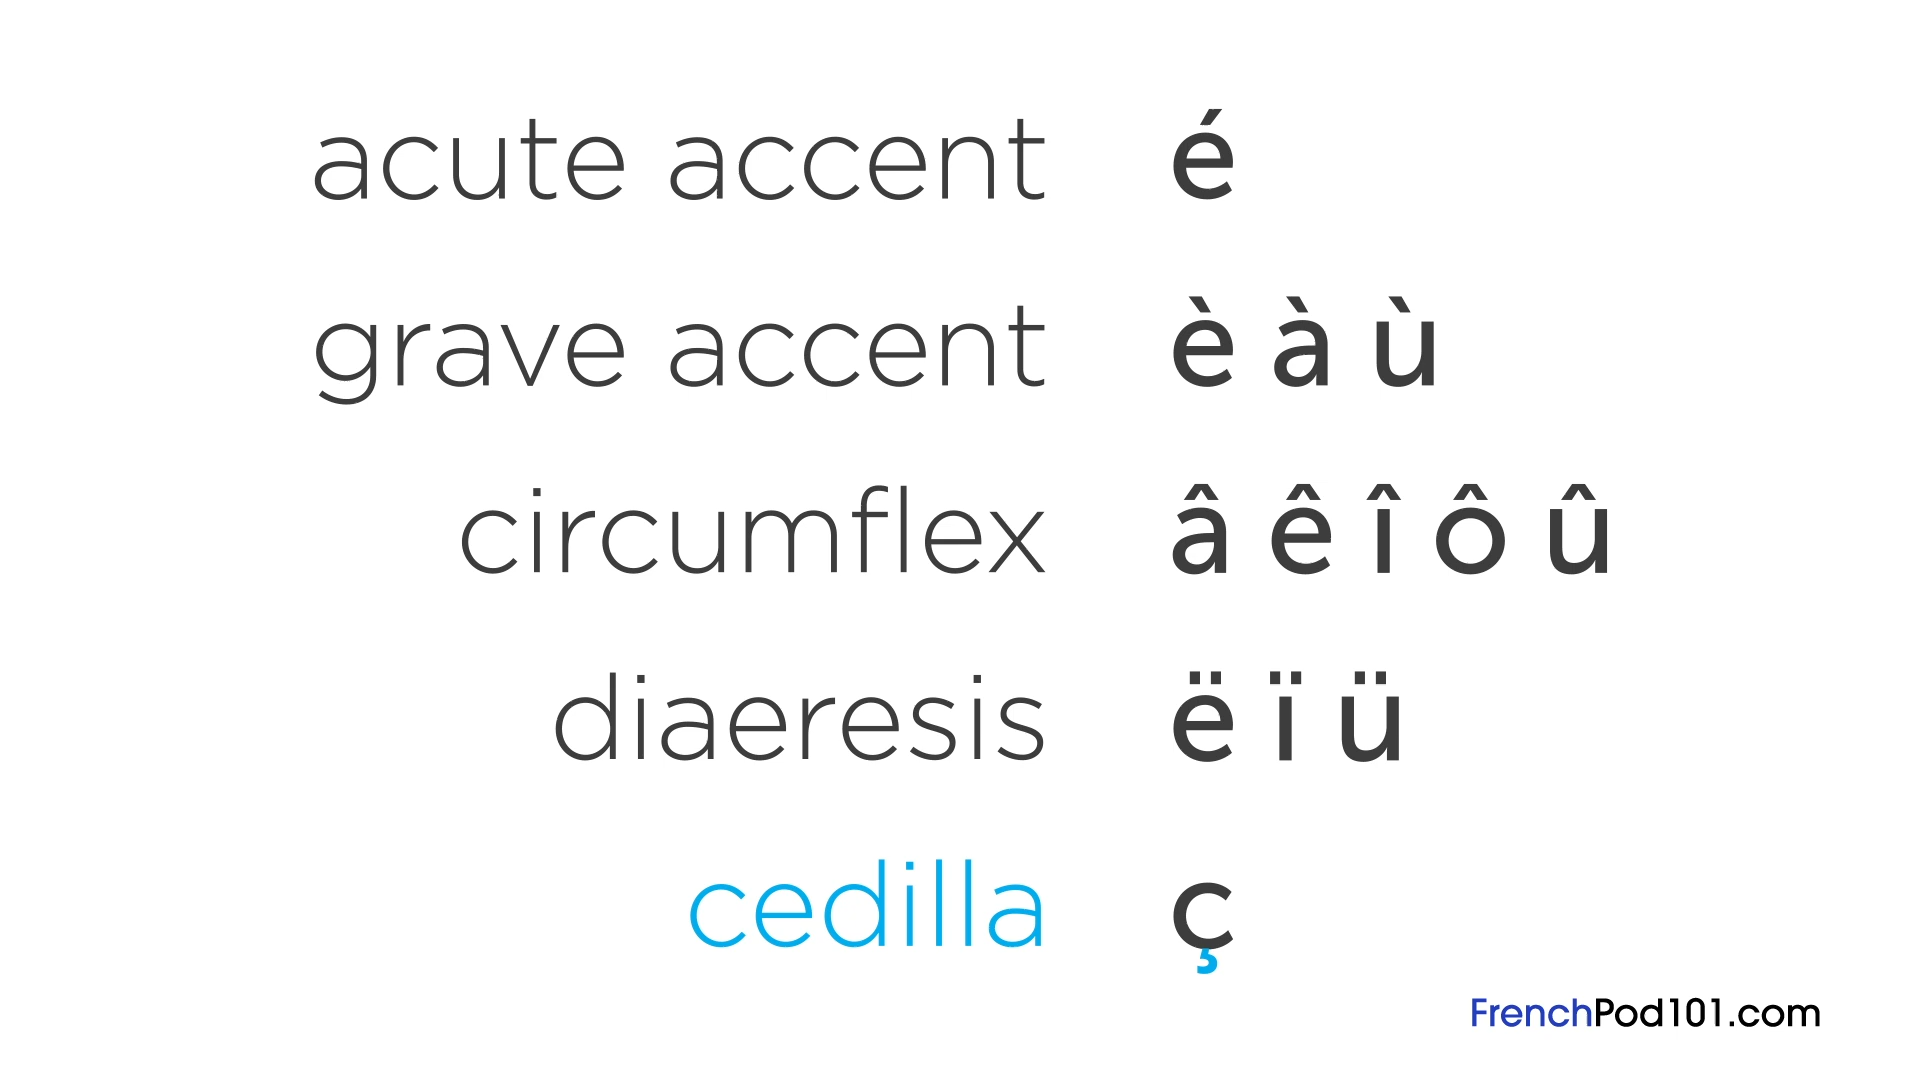 acute accent é
grave accent è à ù
circumflex â ê î ô û
diaeresis ë ï ü
cedilla ç
FrenchPod101.com